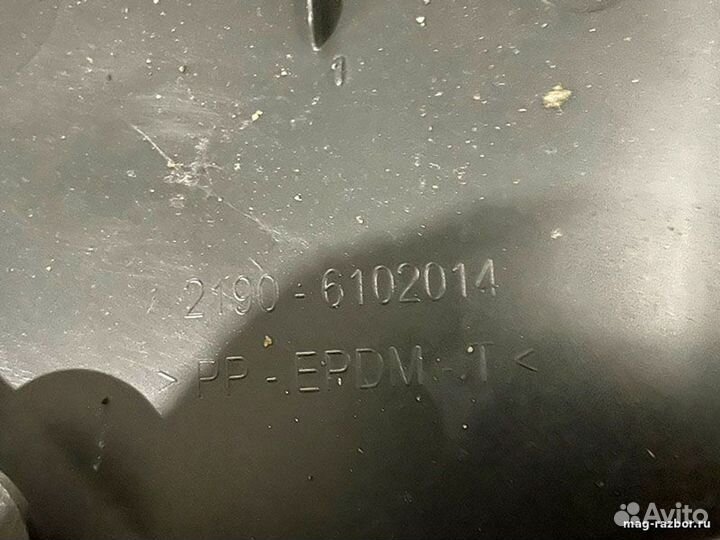 1
2190-6102014
> PP - EPDM - T <
Avito
mag-razbor.ru